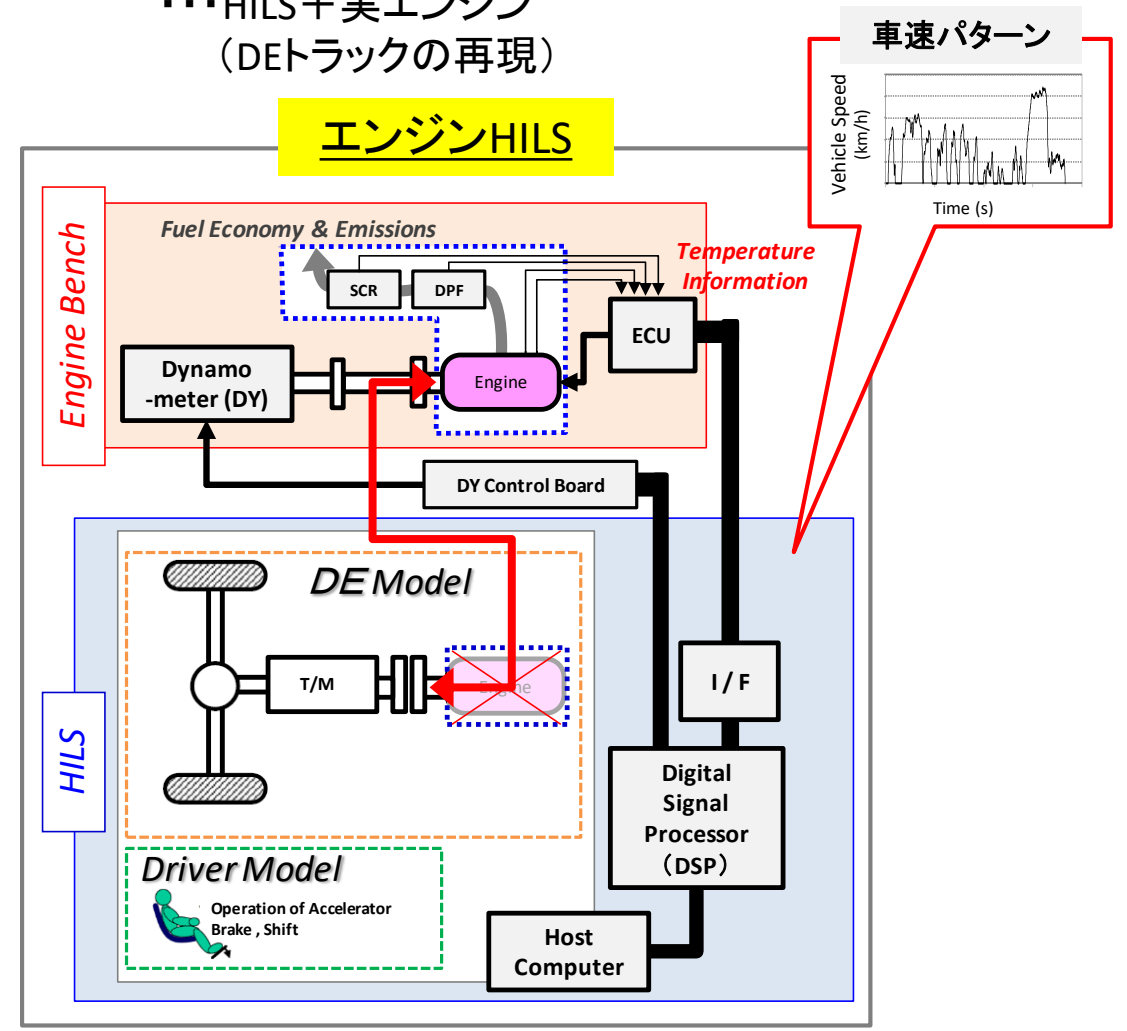 ･･･HILS＋実エンジン
（DEトラックの再現）
車速パターン
Vehicle Speed
(km/h)
Time (s)
エンジンHILS
Engine Bench
Fuel Economy & Emissions
Temperature
Information
SCR
DPF
ECU
Dynamo
-meter (DY)
Engine
DY Control Board
HILS
DE Model
T/M
Engine
I / F
Digital
Signal
Processor
（DSP）
Driver Model
Operation of Accelerator
Brake , Shift
Host
Computer